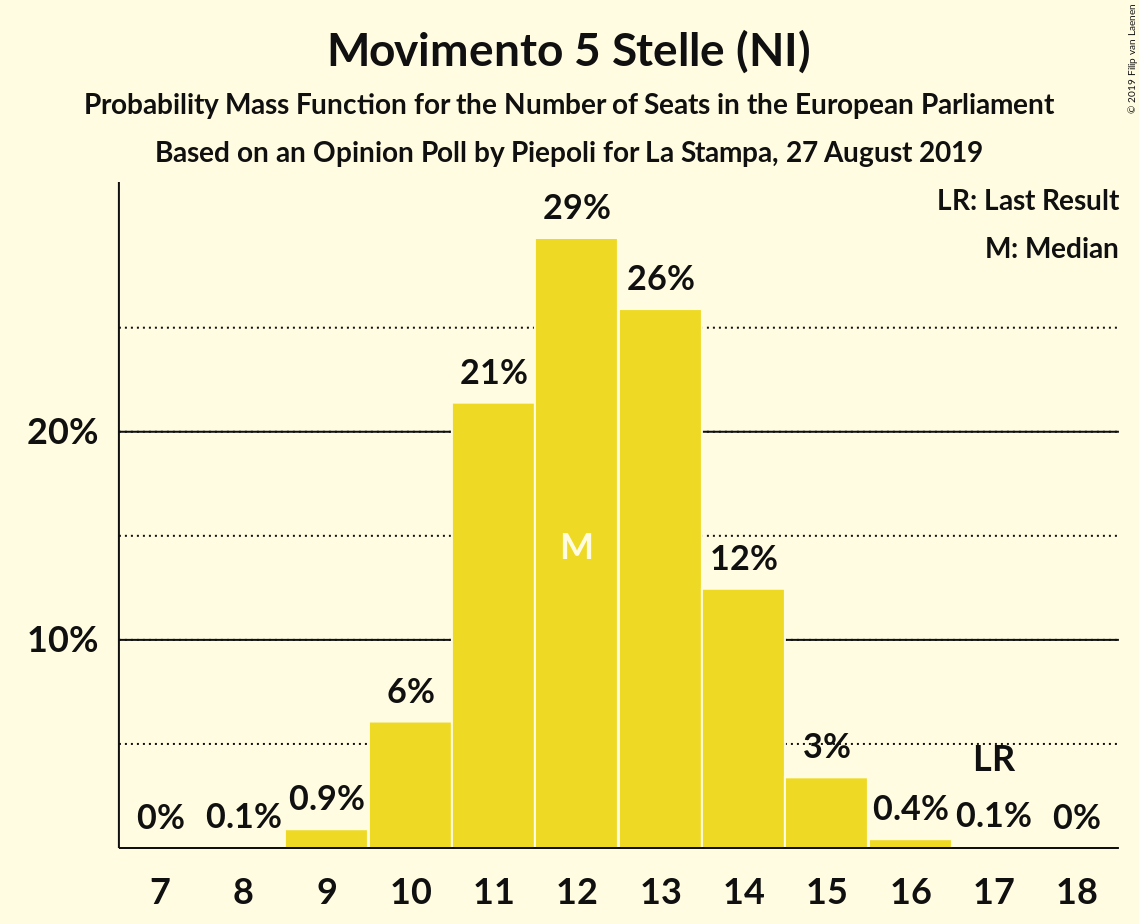 Movimento 5 Stelle (NI)
Probability Mass Function for the Number of Seats in the European Parliament
Based on an Opinion Poll by Piepoli for La Stampa, 27 August 2019
© 2019 Filip van Laenen
LR: Last Result
M: Median
29%
26%
21%
20%
M
12%
10%
6%
3%
LR
0%
0.1%
0.9%
0.4%
0.1%
0%
7 8 9 10 11 12 13 14 15 16 17 18